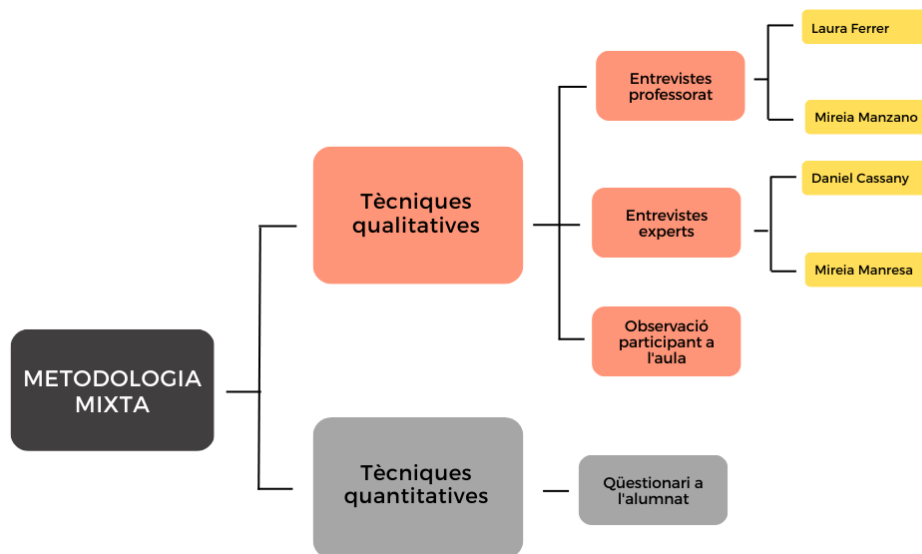 METODOLOGIA
MIXTA
Tècniques
qualitatives
Entrevistes
professorat
Laura Ferrer
Mireia Manzano
Entrevistes
experts
Daniel Cassany
Mireia Manresa
Observació
participant a
l'aula
Tècniques
quantitatives
Qüestionari a
l'alumnat